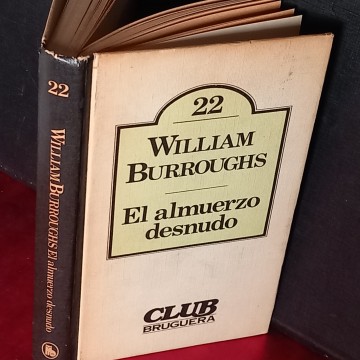 22
WILLIAM BURROUGHS El almuerzo desnudo
22
WILLIAM
BURROUGHS
El almuerzo
desnudo
CLUB
BRUGUERA